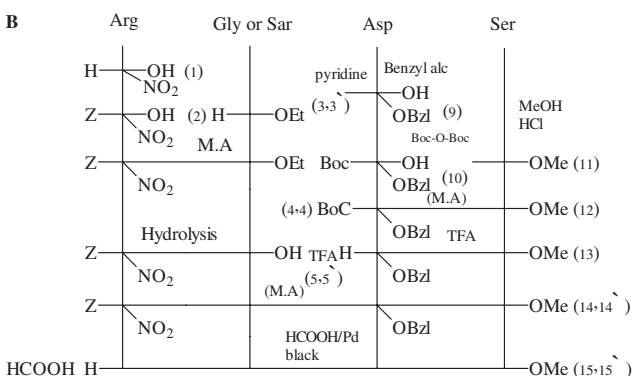 B
Arg Gly or Sar Asp Ser
H OH (1) pyridine Benzyl alc
NO2 OH
Z OH (2) H OEt (3,3`) OBzl (9) MeOH
NO2 M.A Boc-O-Boc HCl
Z OEt Boc OH OMe (11)
NO2 OBzl (10)
(M.A)
(4,4) BoC OMe (12)
Hydrolysis OBzl TFA
Z OH TFA H OMe (13)
NO2 (5,5`) OBzl
(M.A)
Z OMe (14,14`)
NO2 OBzl
HCOOH/Pd
black
HCOOH H OMe (15,15`)